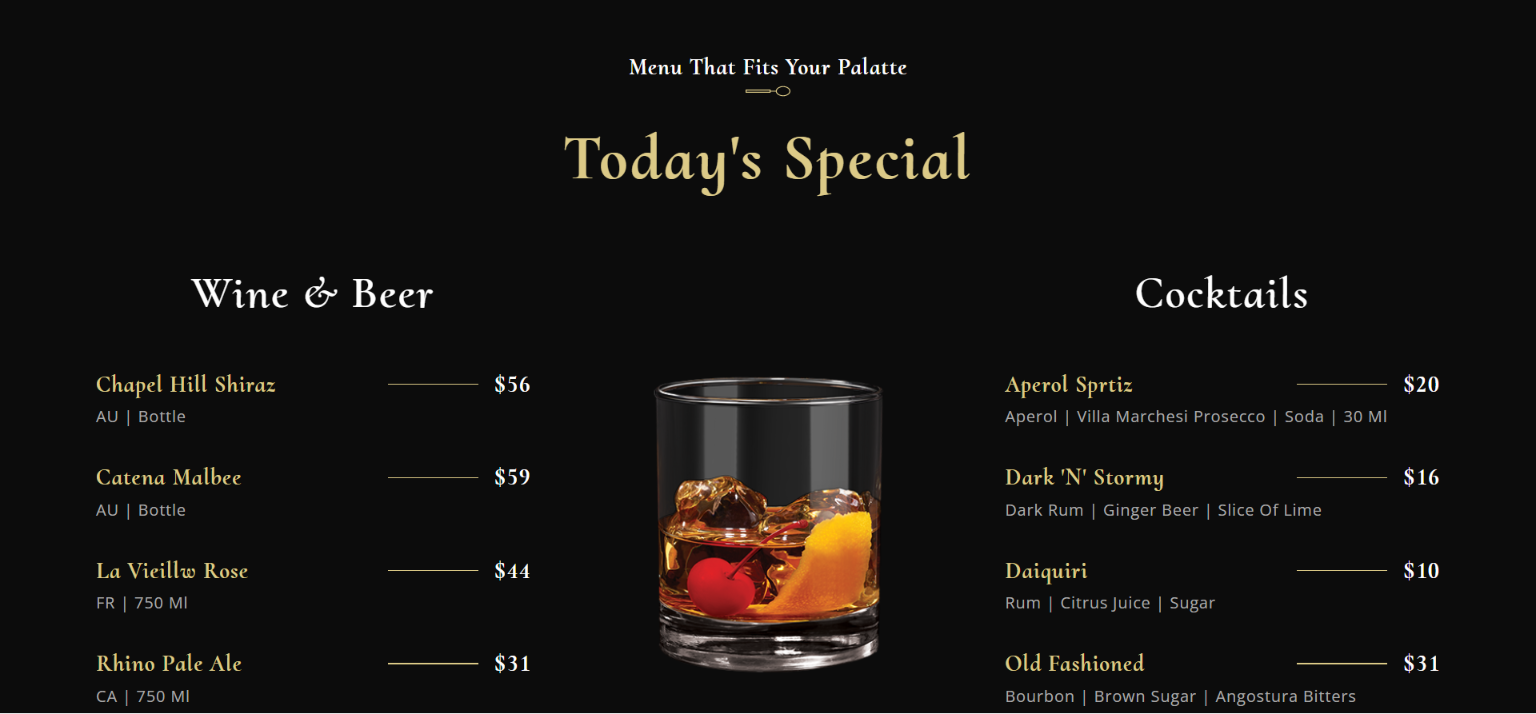 Menu That Fits Your Palatte
Today's Special
Wine & Beer
Chapel Hill Shiraz $56
AU | Bottle
Catena Malbee $59
AU | Bottle
La Vieillw Rose $44
FR | 750 Ml
Rhino Pale Ale $31
CA | 750 Ml
Cocktails
Aperol Sprtiz $20
Aperol | Villa Marchesi Prosecco | Soda | 30 Ml
Dark 'N' Stormy $16
Dark Rum | Ginger Beer | Slice Of Lime
Daiquiri $10
Rum | Citrus Juice | Sugar
Old Fashioned $31
Bourbon | Brown Sugar | Angostura Bitters